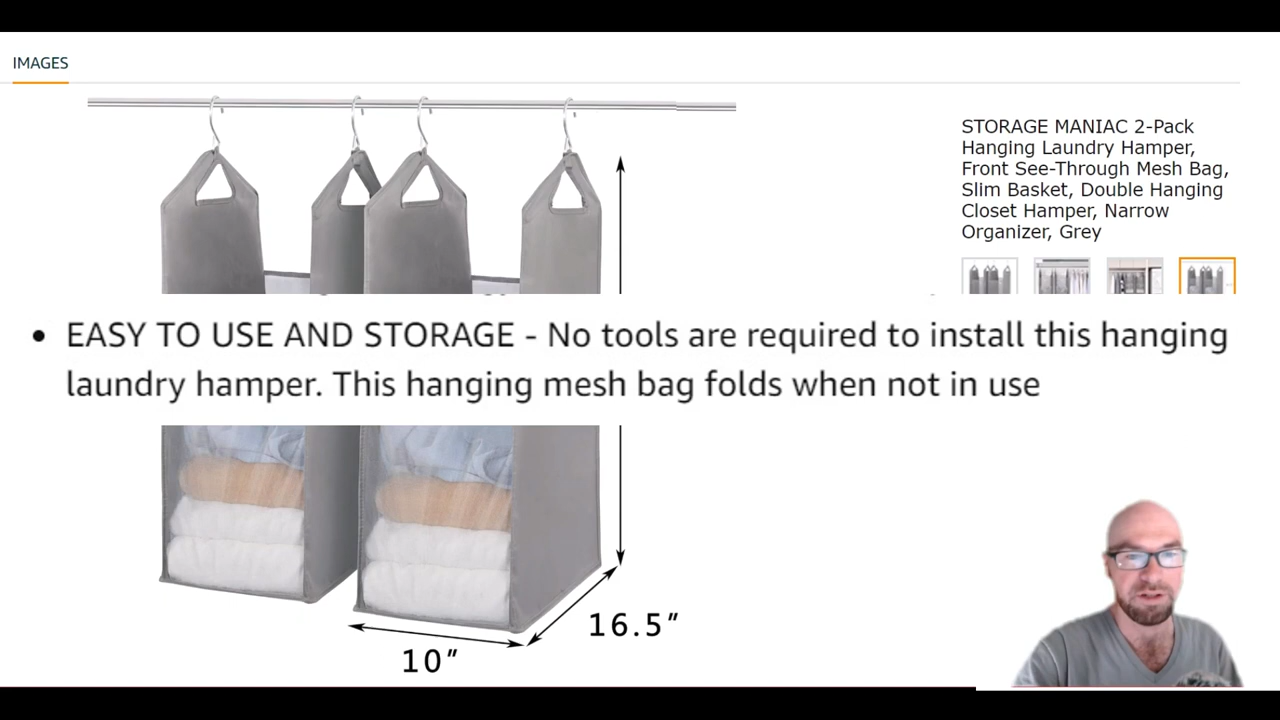 IMAGES
STORAGE MANIAC 2-Pack
Hanging Laundry Hamper,
Front See-Through Mesh Bag,
Slim Basket, Double Hanging
Closet Hamper, Narrow
Organizer, Grey
• EASY TO USE AND STORAGE - No tools are required to install this hanging
laundry hamper. This hanging mesh bag folds when not in use
16.5″
10″